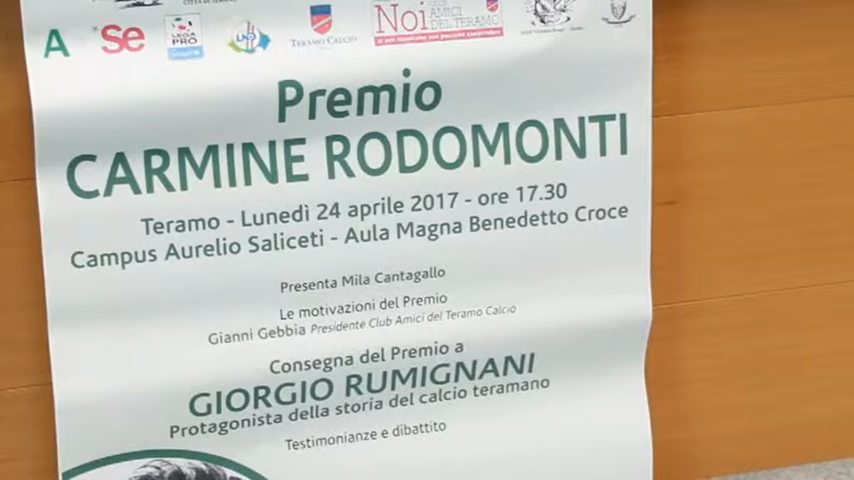 A SE
LEGA
PRO
LND
TERAMO CALCIO
Noi AMICI
DEL TERAMO
Premio
CARMINE RODOMONTI
Teramo - Lunedì 24 aprile 2017 - ore 17.30
Campus Aurelio Saliceti - Aula Magna Benedetto Croce
Presenta Mila Cantagallo
Le motivazioni del Premio
Gianni Gebbia Presidente Club Amici del Teramo Calcio
Consegna del Premio a
GIORGIO RUMIGNANI
Protagonista della storia del calcio teramano
Testimonianze e dibattito